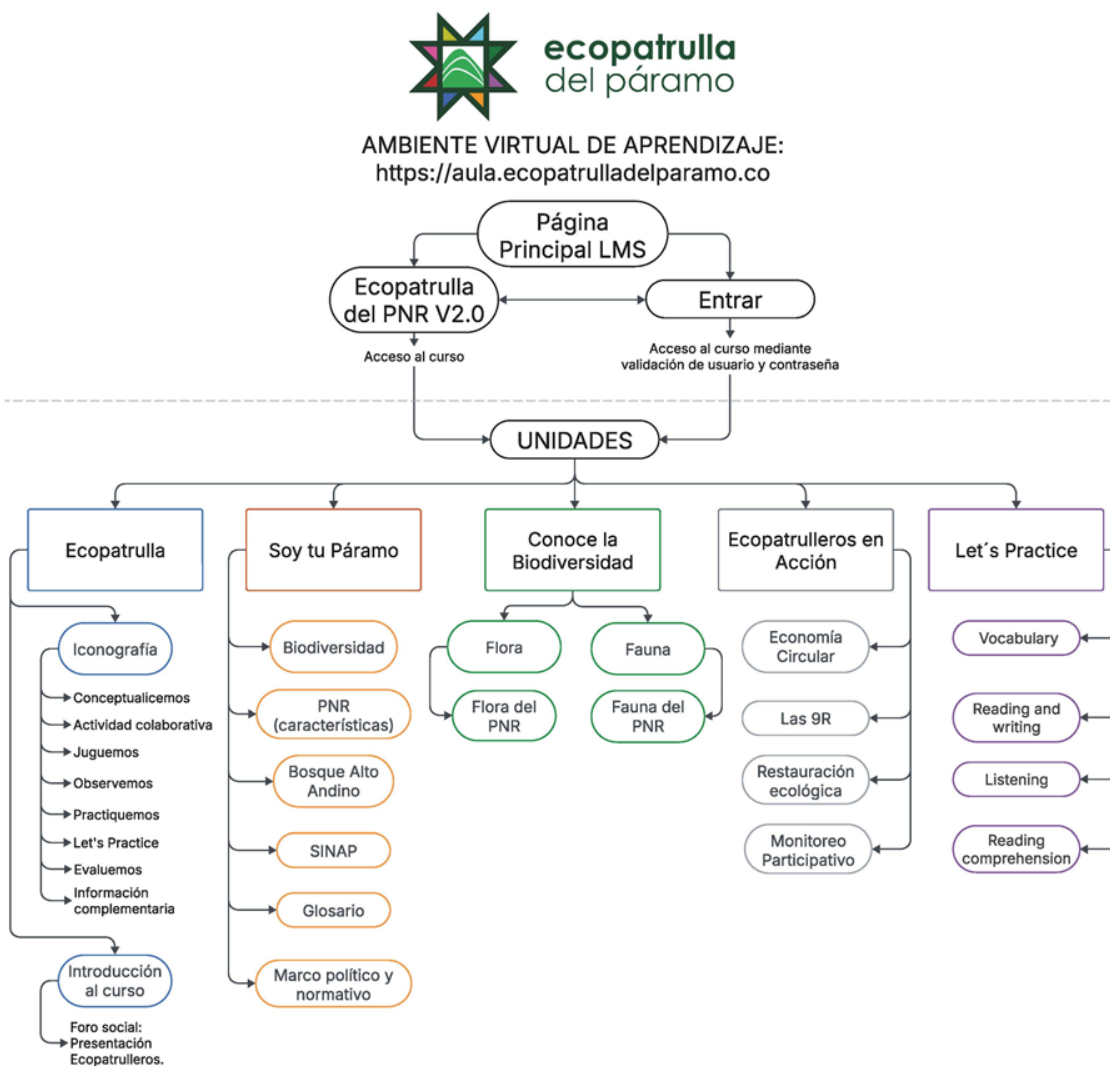 ecopatrulla
del páramo
AMBIENTE VIRTUAL DE APRENDIZAJE:
https://aula.ecopatrulladelparamo.co
Página
Principal LMS
Ecopatrulla
del PNR V2.0
Entrar
Acceso al curso
Acceso al curso mediante
validación de usuario y contraseña
UNIDADES
Ecopatrulla
Iconografía
Conceptualicemos
Actividad colaborativa
Juguemos
Observemos
Practiquemos
Let's Practice
Evaluemos
Información
complementaria
Introducción
al curso
Foro social:
Presentación
Ecopatrulleros.
Soy tu Páramo
Biodiversidad
PNR
(características)
Bosque Alto
Andino
SINAP
Glosario
Marco político y
normativo
Conoce la
Biodiversidad
Flora
Flora del
PNR
Fauna
Fauna del
PNR
Ecopatrulleros en
Acción
Economía
Circular
Las 9R
Restauración
ecológica
Monitoreo
Participativo
Let´s Practice
Vocabulary
Reading and
writing
Listening
Reading
comprehension